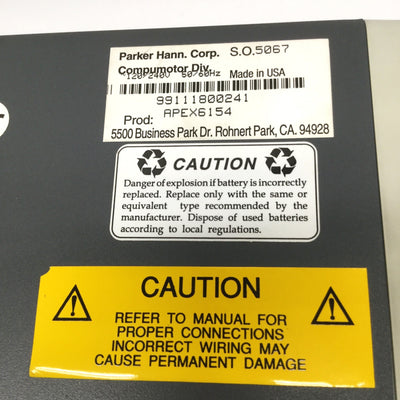 Parker Hann. Corp. S.O.5067
Compumotor Div.
120/240V 50/60Hz Made in USA
99111800241
Prod: APEX6154
5500 Business Park Dr. Rohnert Park, CA. 94928
CAUTION
Danger of explosion if battery is incorrectly
replaced. Replace only with the same or
equivalent type recommended by the
manufacturer. Dispose of used batteries
according to local regulations.
CAUTION
REFER TO MANUAL FOR
PROPER CONNECTIONS
INCORRECT WIRING MAY
CAUSE PERMANENT DAMAGE